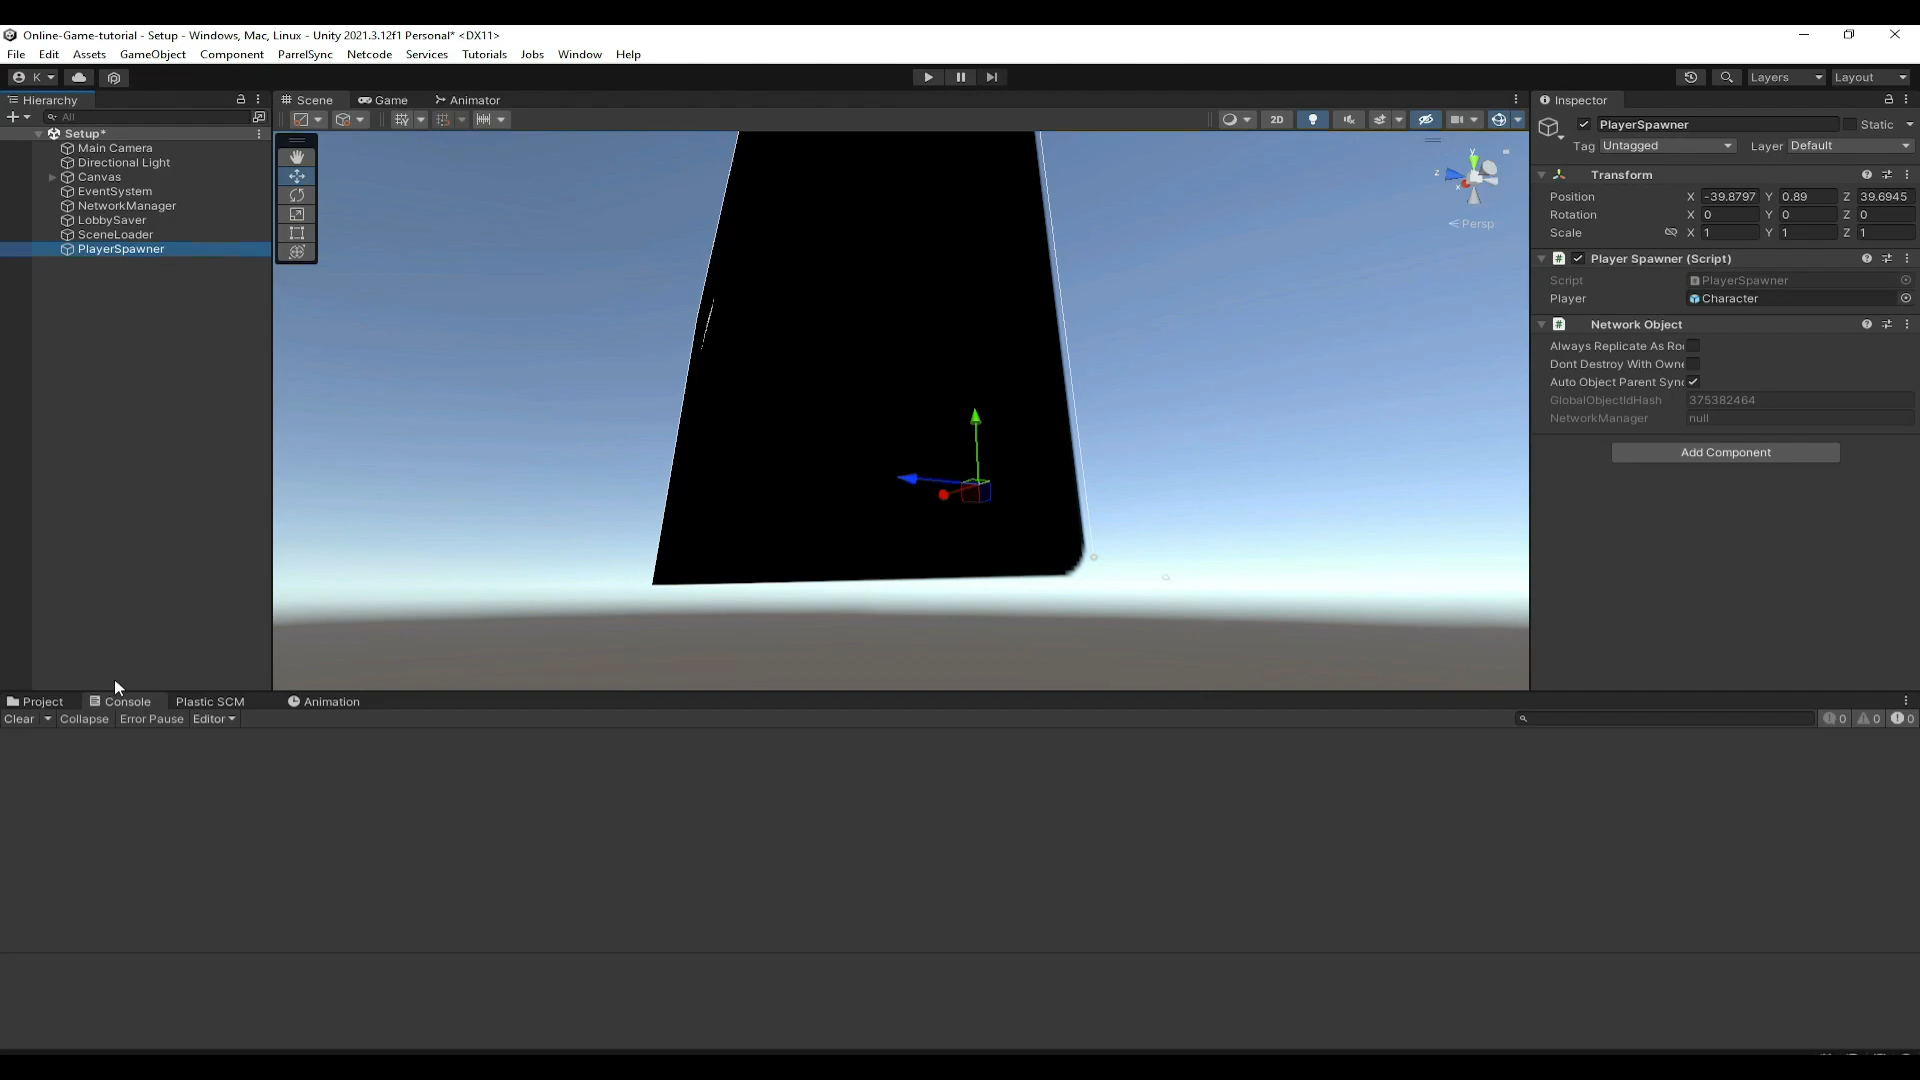 Online-Game-tutorial - Setup - Windows, Mac, Linux - Unity 2021.3.12f1 Personal* <DX11>
File Edit Assets GameObject Component ParrelSync Netcode Services Tutorials Jobs Window Help
K Layers Layout
Hierarchy Scene Game Animator Inspector
All 2D
PlayerSpawner Static
Tag Untagged Layer Default
Setup*
Main Camera
Directional Light
Canvas
EventSystem
NetworkManager
LobbySaver
SceneLoader
PlayerSpawner
y
z
x
Persp
Transform
Position X -39.8797 Y 0.89 Z 39.6945
Rotation X 0 Y 0 Z 0
Scale X 1 Y 1 Z 1
# Player Spawner (Script)
Script PlayerSpawner
Player Character
# Network Object
Always Replicate As Ro
Dont Destroy With Own
Auto Object Parent Syn
GlobalObjectIdHash 375382464
NetworkManager null
Add Component
Project Console Plastic SCM Animation
Clear Collapse Error Pause Editor 0 0 0